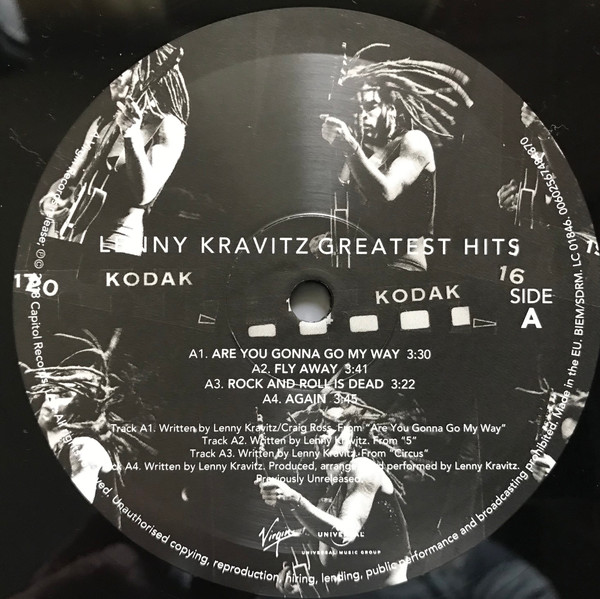 LENNY KRAVITZ GREATEST HITS
KODAK
KODAK
16
SIDE
A
A1. ARE YOU GONNA GO MY WAY 3:30
A2. FLY AWAY 3:41
A3. ROCK AND ROLL IS DEAD 3:22
A4. AGAIN 3:45
Track A1. Written by Lenny Kravitz/Craig Ross. From "Are You Gonna Go My Way"
Track A2. Written by Lenny Kravitz. From "5"
Track A3. Written by Lenny Kravitz. From "Circus"
A4. Written by Lenny Kravitz. Produced, arranged and performed by Lenny Kravitz.
Previously Unreleased.
Virgin
UNIVERSAL
UNIVERSAL MUSIC GROUP
Capitol Records
Unauthorised copying, reproduction, hiring, lending, public performance and broadcasting prohibited. Made in the EU. BIEM/SDRM. LC 01846.